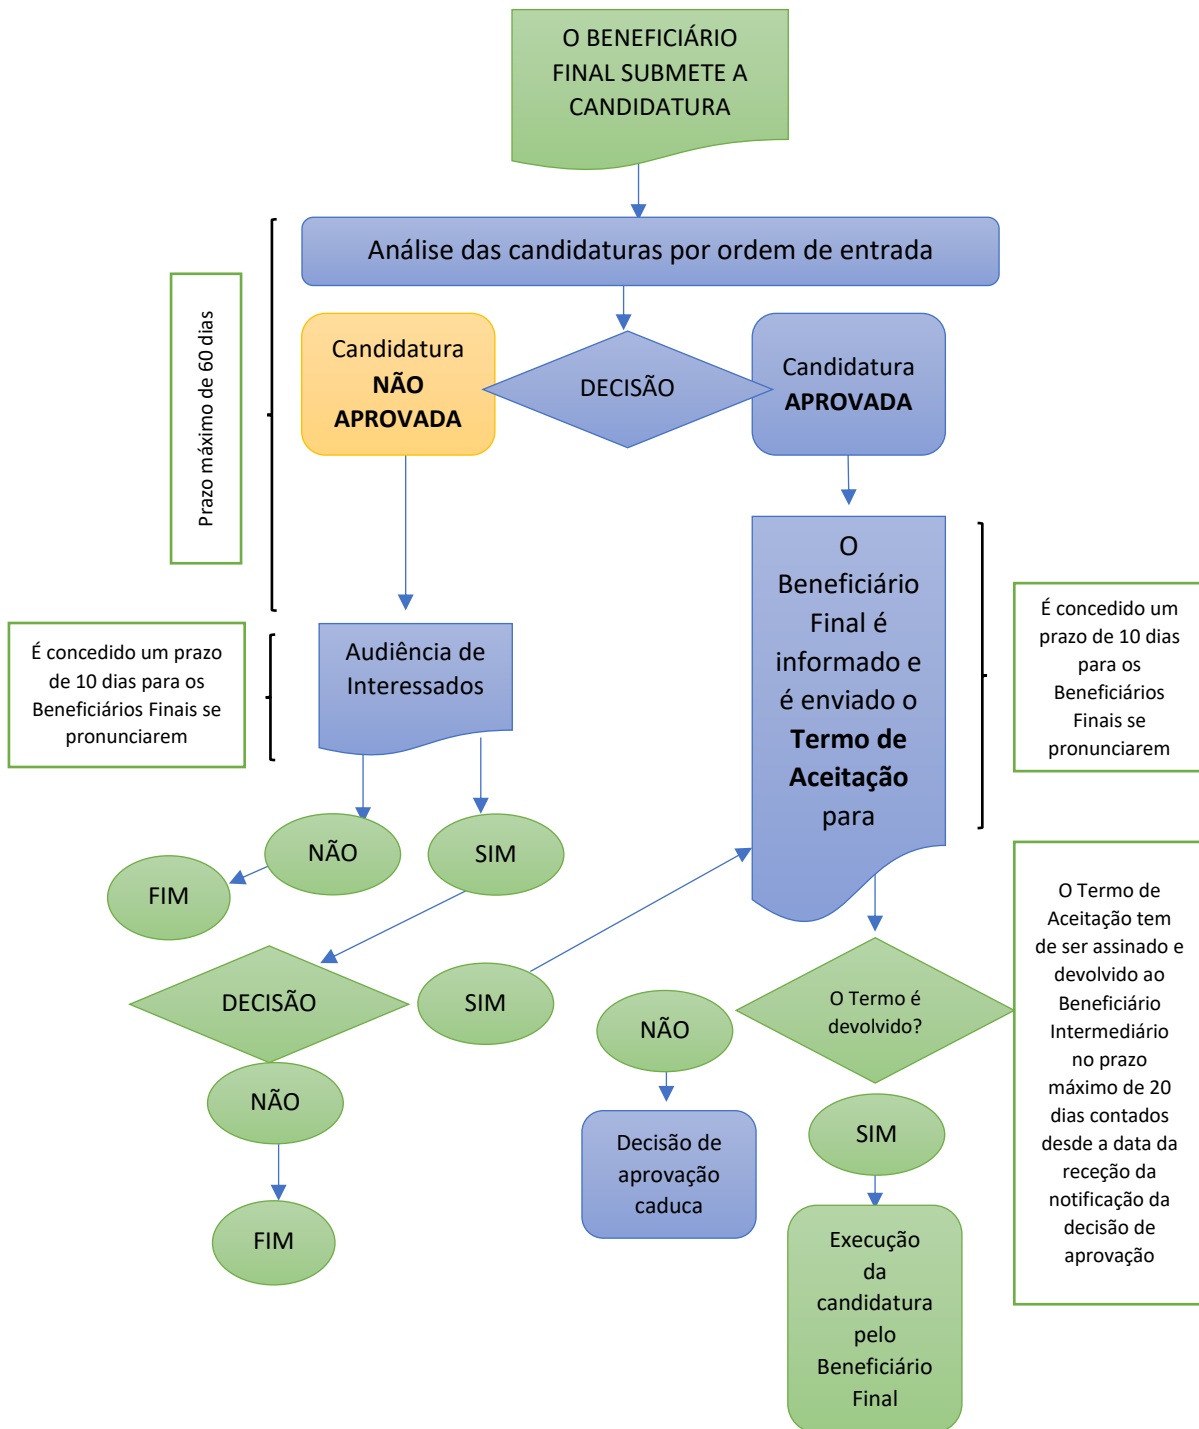 O BENEFICIÁRIO
FINAL SUBMETE A
CANDIDATURA
Análise das candidaturas por ordem de entrada
Prazo máximo de 60 dias
Candidatura
NÃO
APROVADA
DECISÃO
Candidatura
APROVADA
O
Beneficiário
Final é
informado e
é enviado o
Termo de
Aceitação
para
É concedido um
prazo de 10 dias
para os
Beneficiários
Finais se
pronunciarem
É concedido um prazo
de 10 dias para os
Beneficiários Finais se
pronunciarem
Audiência de
Interessados
NÃO
SIM
FIM
DECISÃO
SIM
NÃO
FIM
O Termo é
devolvido?
NÃO
Decisão de
aprovação
caduca
SIM
Execução
da
candidatura
pelo
Beneficiário
Final
O Termo de
Aceitação tem
de ser assinado e
devolvido ao
Beneficiário
Intermediário
no prazo
máximo de 20
dias contados
desde a data da
receção da
notificação da
decisão de
aprovação